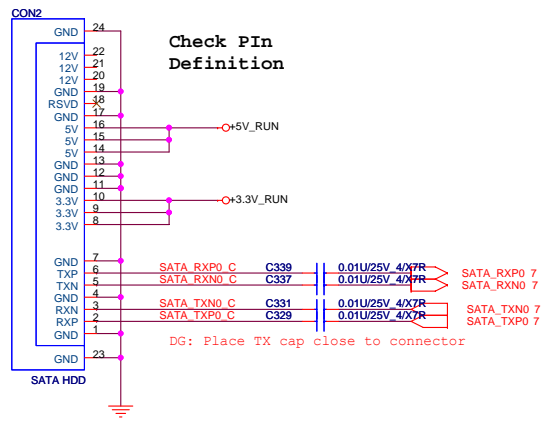 CON2
GND 24
Check PIn
Definition
12V 22
12V 21
12V 20
GND 19
RSVD 18
GND 17
5V 16 +5V_RUN
5V 15
5V 14
GND 13
GND 12
GND 11
3.3V 10 +3.3V_RUN
3.3V 9
3.3V 8
GND 7
TXP 6 SATA_RXP0_C C339 0.01U/25V_4/X7R SATA_RXP0 7
TXN 5 SATA_RXN0_C C337 0.01U/25V_4/X7R SATA_RXN0 7
GND 4
RXN 3 SATA_TXN0_C C331 0.01U/25V_4/X7R SATA_TXN0 7
RXP 2 SATA_TXP0_C C329 0.01U/25V_4/X7R SATA_TXP0 7
GND 1
DG: Place TX cap close to connector
GND 23
SATA HDD